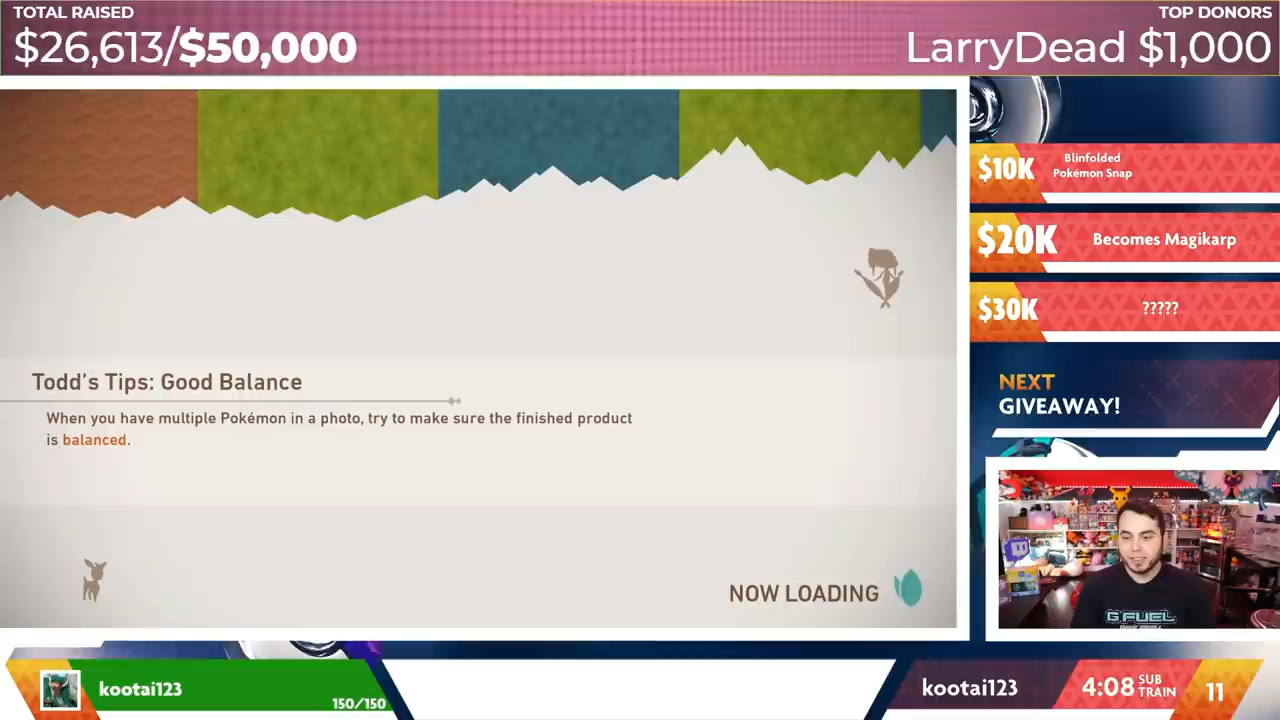 TOTAL RAISED
$26,613/$50,000
TOP DONORS
LarryDead $1,000
$10K
Blinfolded
Pokémon Snap
$20K
Becomes Magikarp
$30K
?????
NEXT
GIVEAWAY!
Todd's Tips: Good Balance
When you have multiple Pokémon in a photo, try to make sure the finished product
is balanced.
NOW LOADING
G FUEL
kootai123
150/150
kootai123
4:08 SUB
TRAIN
11